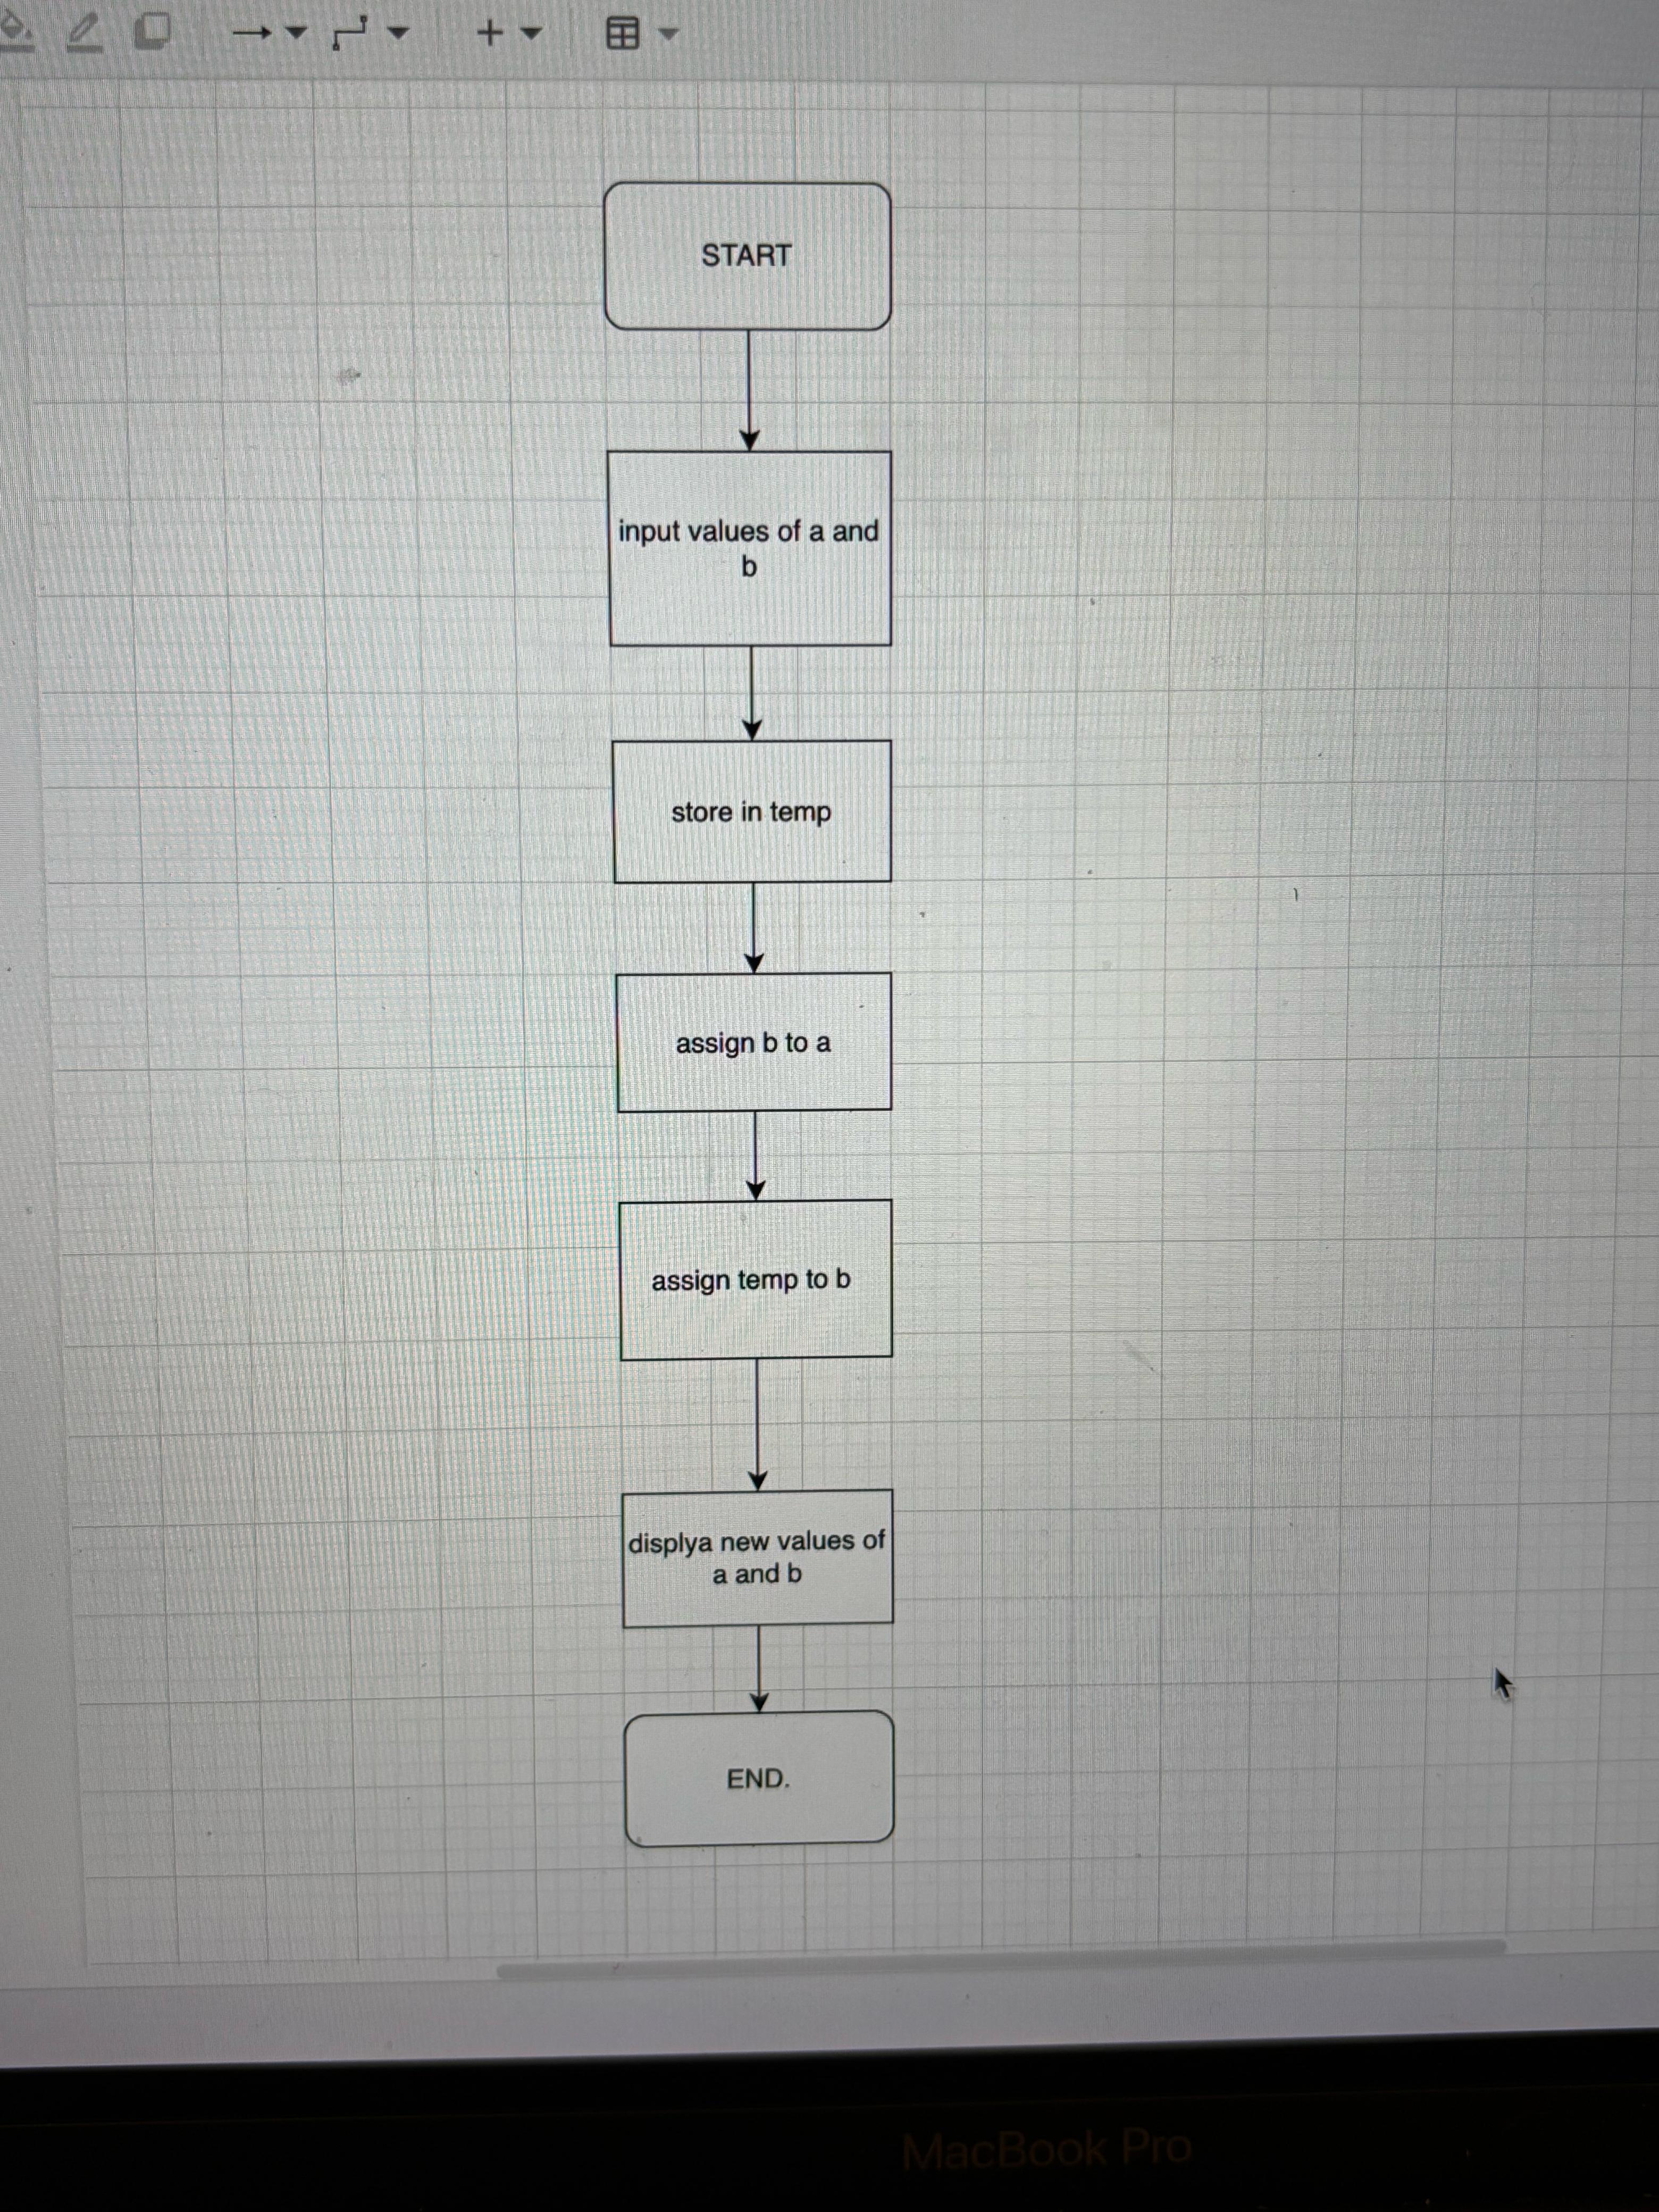 START
input values of a and
b
store in temp
assign b to a
assign temp to b
displya new values of
a and b
END.
MacBook Pro